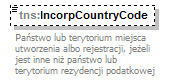 tns:IncorpCountryCode
Państwo lub terytorium miejsca
utworzenia albo rejestracji, jeżeli
jest inne niż państwo lub
terytorium rezydencji podatkowej